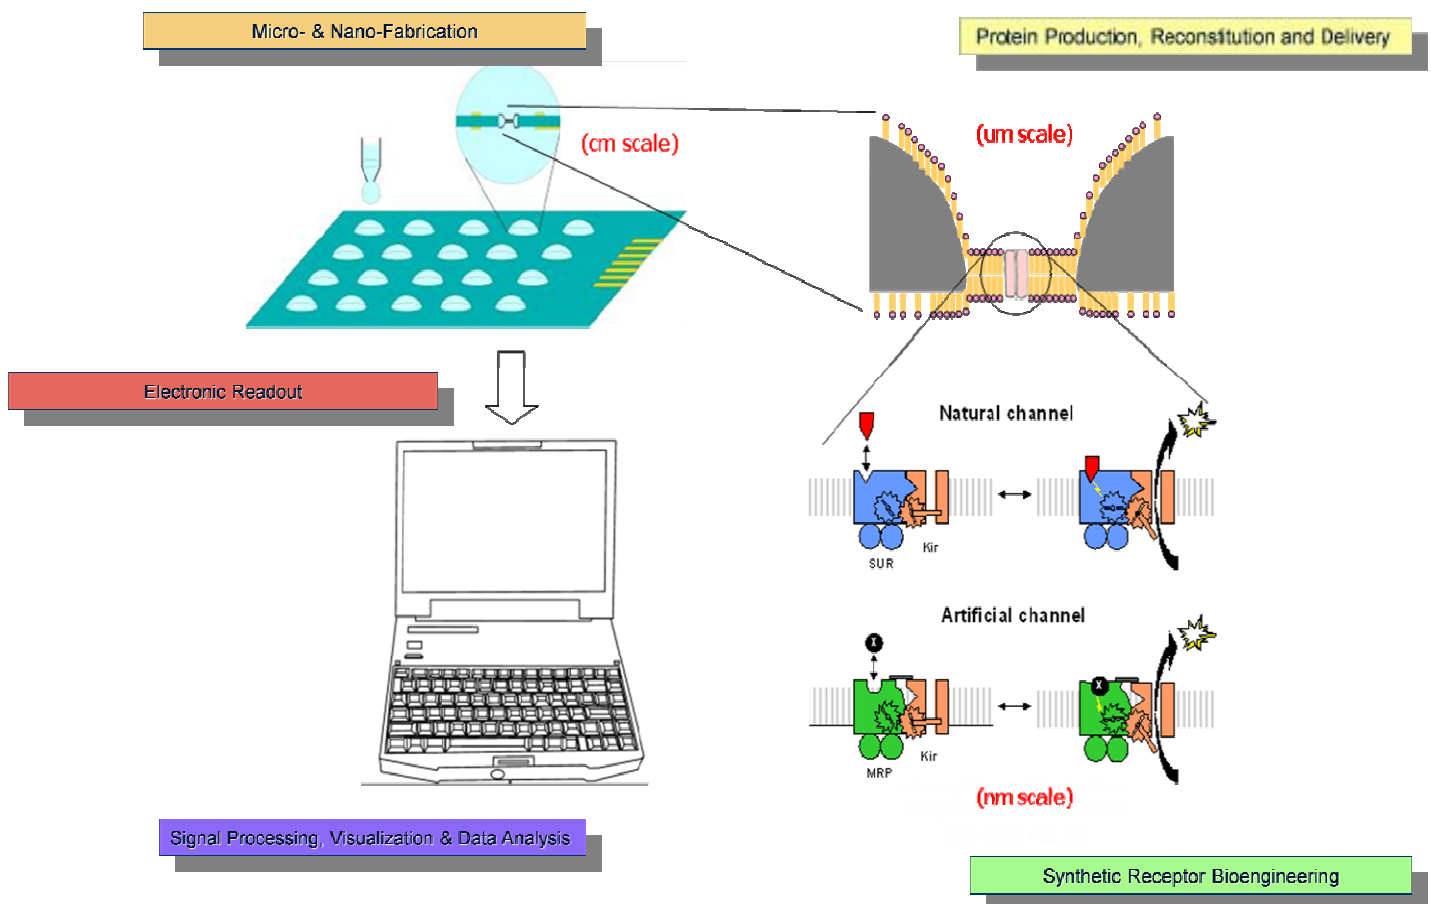 Micro- & Nano-Fabrication
Protein Production, Reconstitution and Delivery
(cm scale)
(um scale)
Electronic Readout
Natural channel
Kir
SUR
Artificial channel
X
X
Kir
MRP
(nm scale)
Signal Processing, Visualization & Data Analysis
Synthetic Receptor Bioengineering